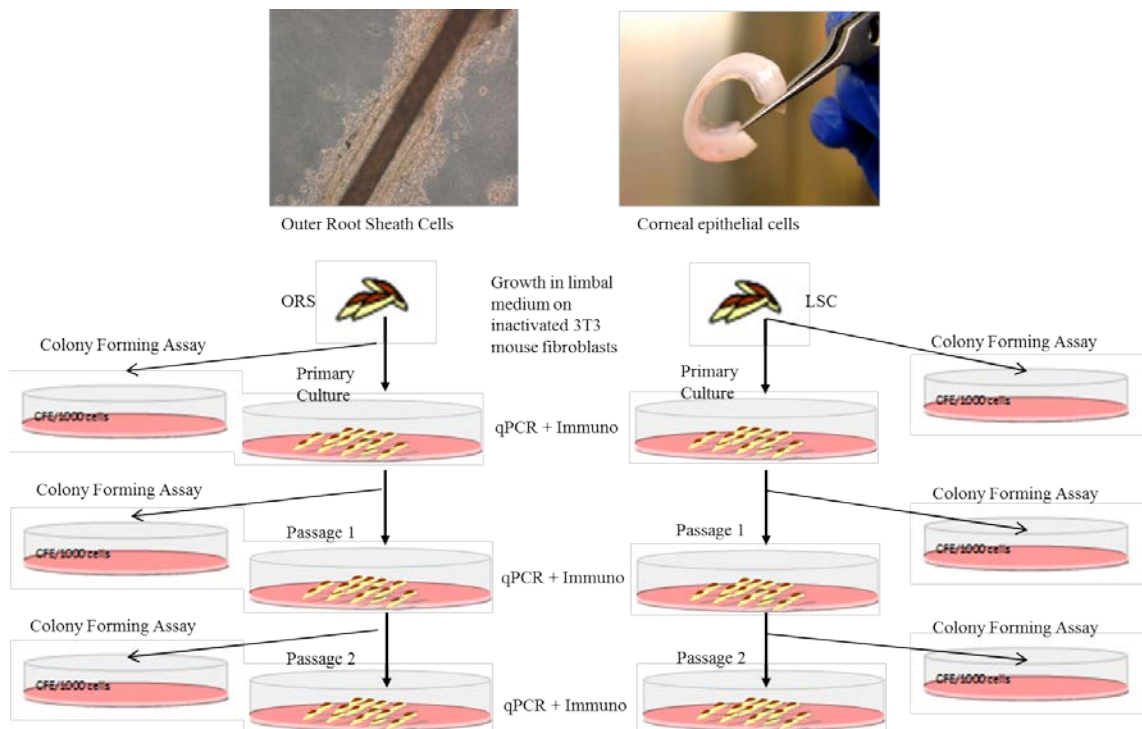 Outer Root Sheath Cells
Corneal epithelial cells
ORS
Growth in limbal
medium on
inactivated 3T3
mouse fibroblasts
LSC
Colony Forming Assay
Primary
Culture
CFE/1000 cells
qPCR + Immuno
Primary
Culture
Colony Forming Assay
CFE/1000 cells
Colony Forming Assay
CFE/1000 cells
Passage 1
qPCR + Immuno
Passage 1
Colony Forming Assay
CFE/1000 cells
Colony Forming Assay
CFE/1000 cells
Passage 2
qPCR + Immuno
Passage 2
Colony Forming Assay
CFE/1000 cells